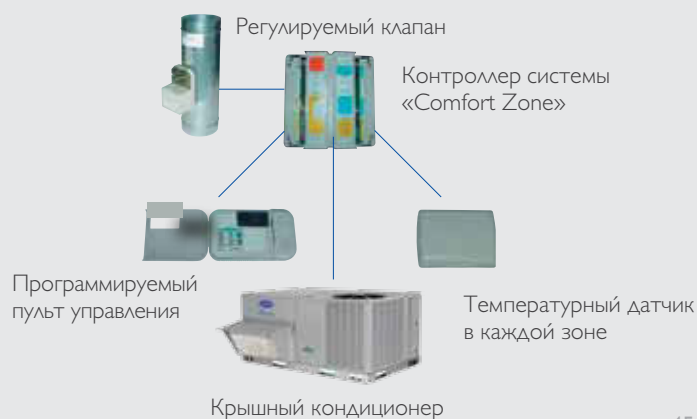 Регулируемый клапан
Контроллер системы
«Comfort Zone»
Программируемый
пульт управления
Температурный датчик
в каждой зоне
Крышный кондиционер